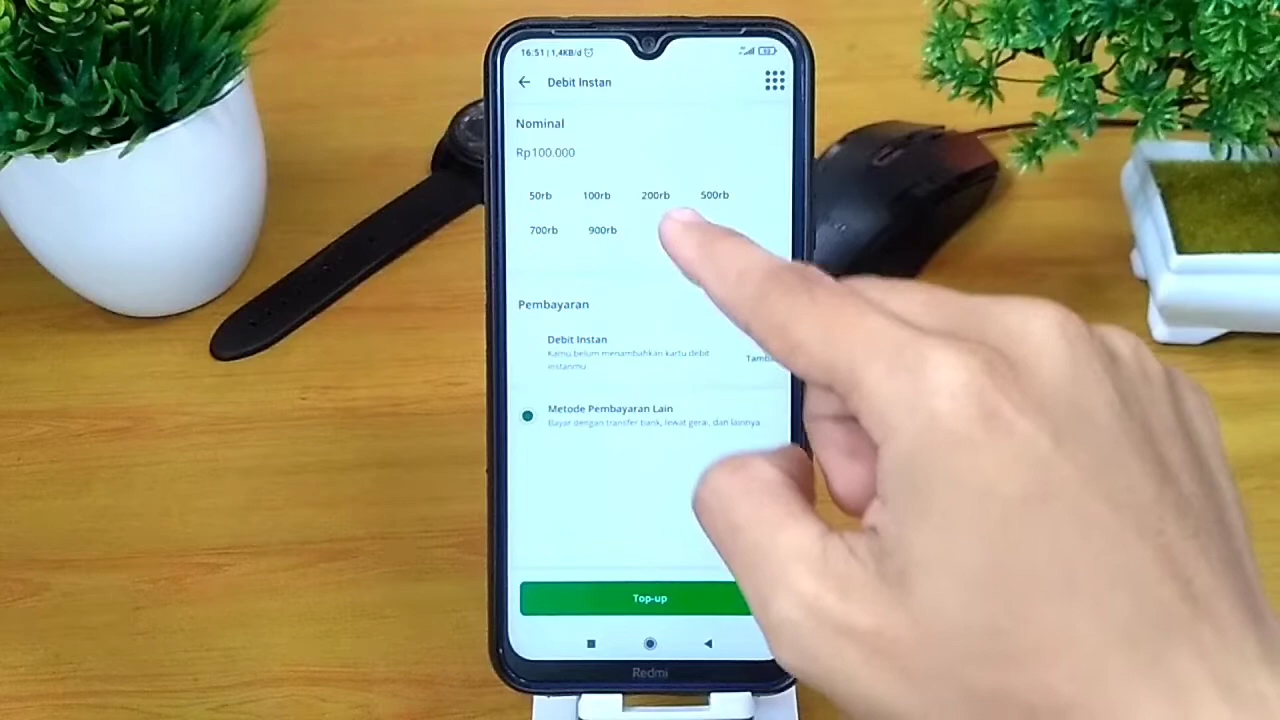 16:51 | 1,4KB/d
Debit Instan
Nominal
Rp100.000
50rb 100rb 200rb 500rb
700rb 900rb
Pembayaran
Debit Instan
Kamu belum menambahkan kartu debit
instanmu
Metode Pembayaran Lain
Bayar dengan transfer bank, lewat gerai, dan lainnya
Top-up
Redmi